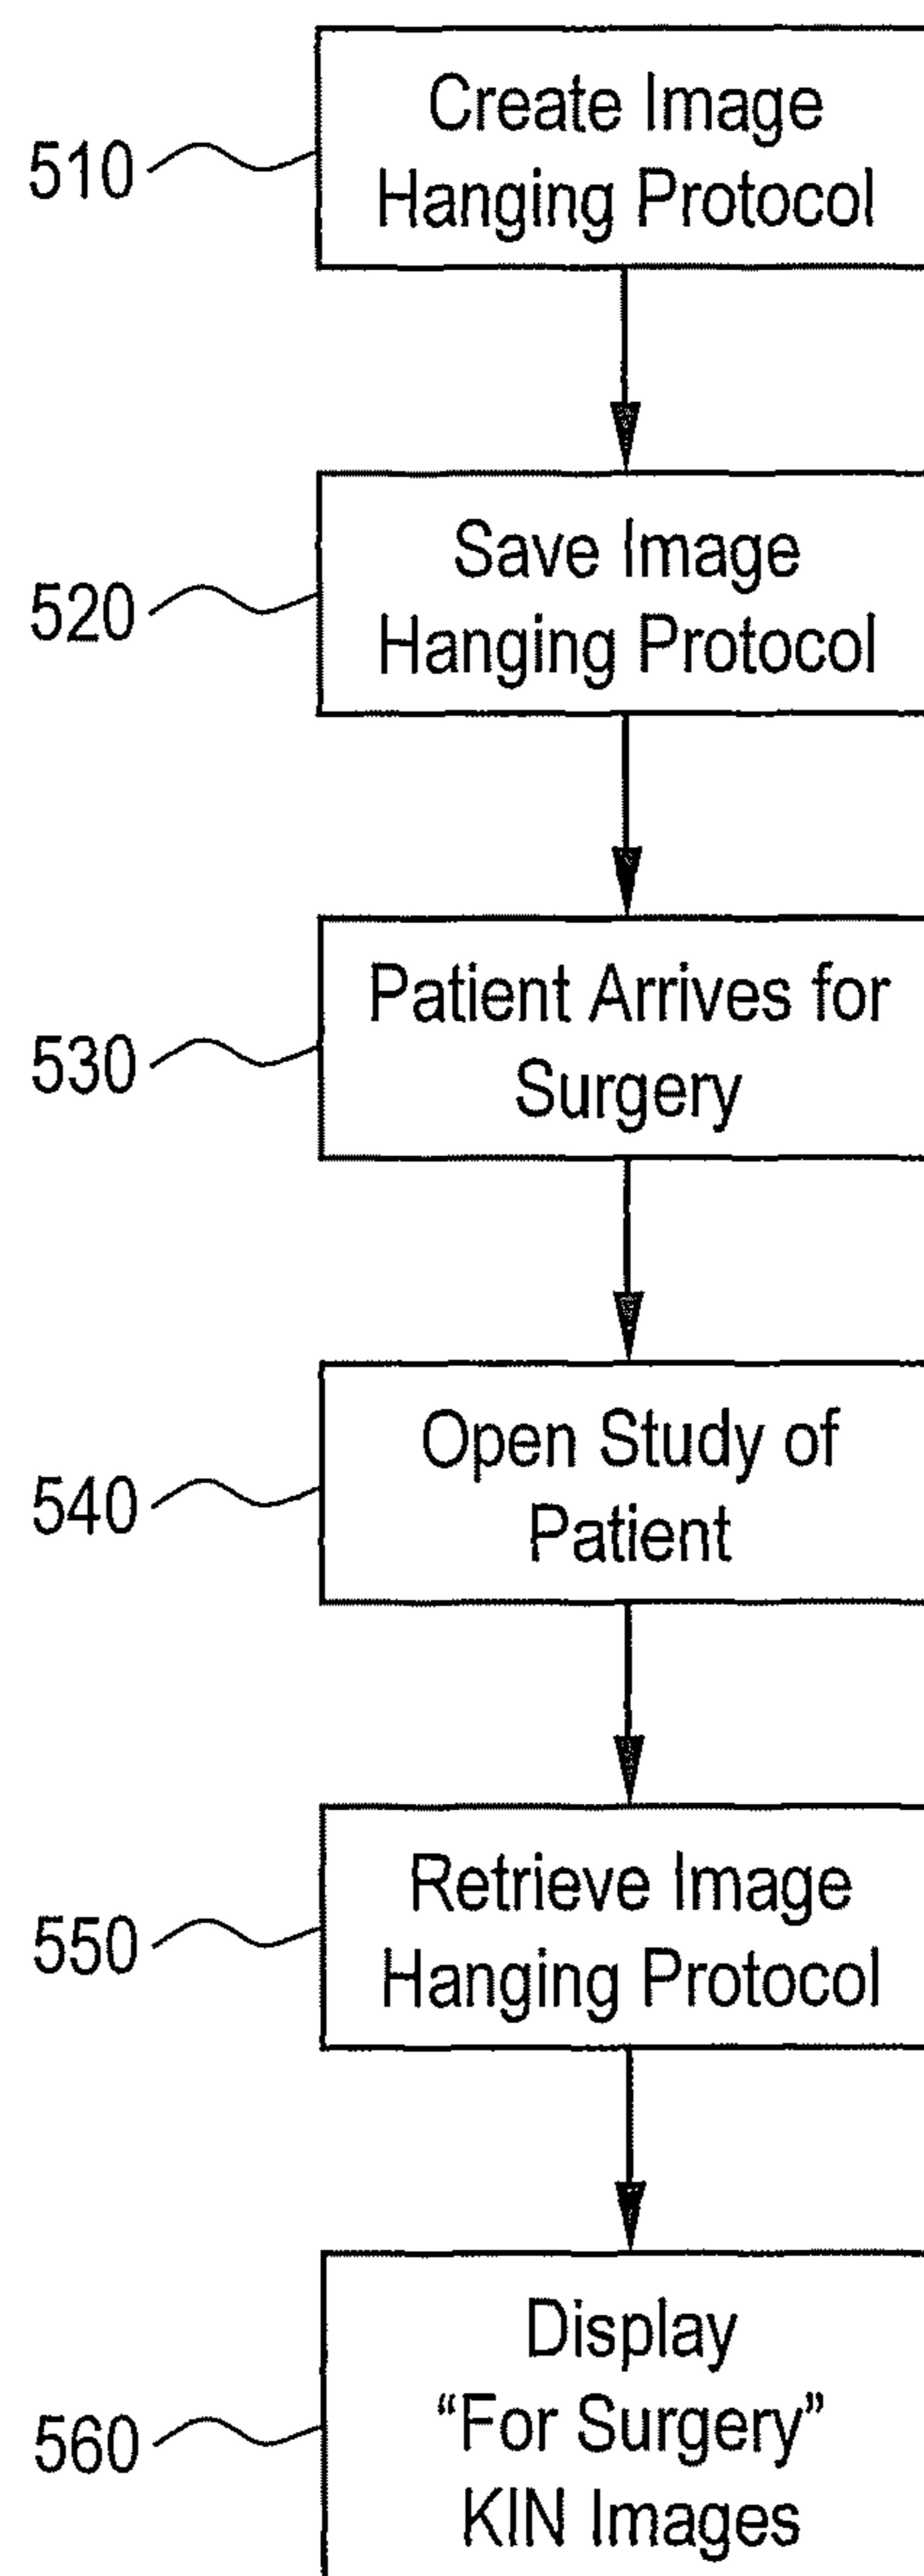 510
Create Image
Hanging Protocol
520
Save Image
Hanging Protocol
530
Patient Arrives for
Surgery
540
Open Study of
Patient
550
Retrieve Image
Hanging Protocol
560
Display
“For Surgery”
KIN Images